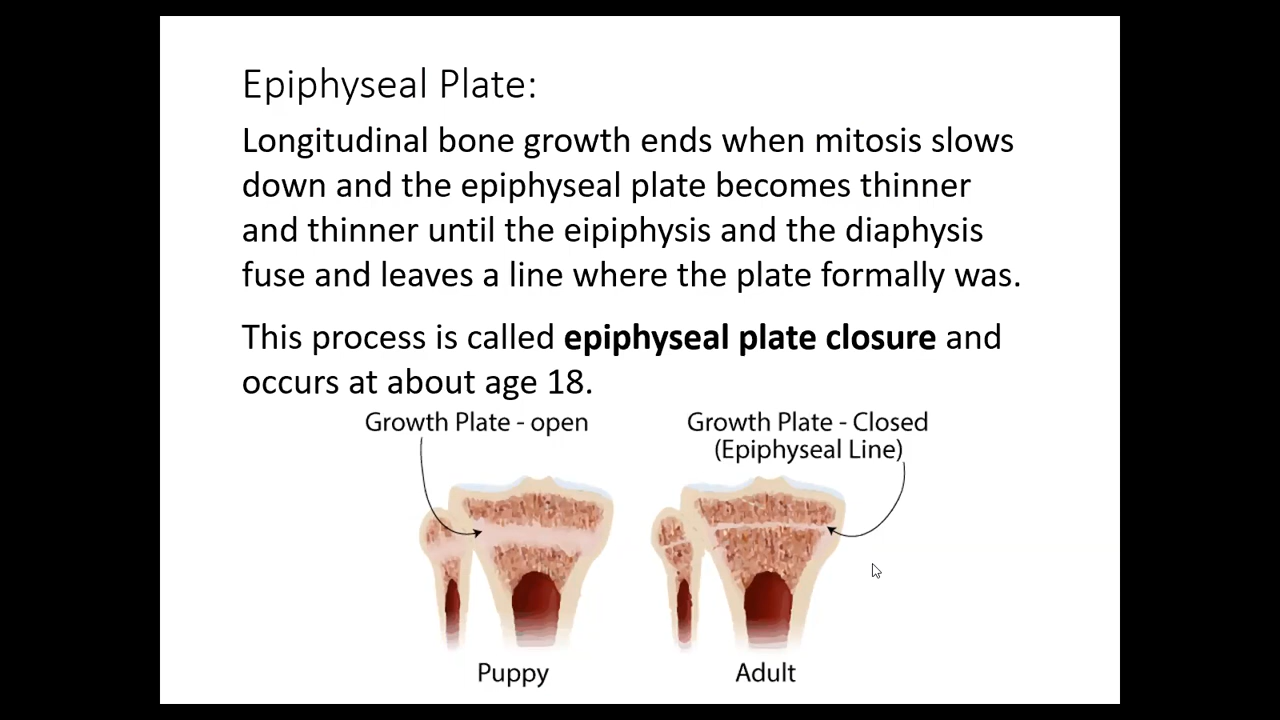 Epiphyseal Plate:
Longitudinal bone growth ends when mitosis slows
down and the epiphyseal plate becomes thinner
and thinner until the eipiphysis and the diaphysis
fuse and leaves a line where the plate formally was.
This process is called epiphyseal plate closure and
occurs at about age 18.
Growth Plate - open
Growth Plate - Closed
(Epiphyseal Line)
Puppy
Adult